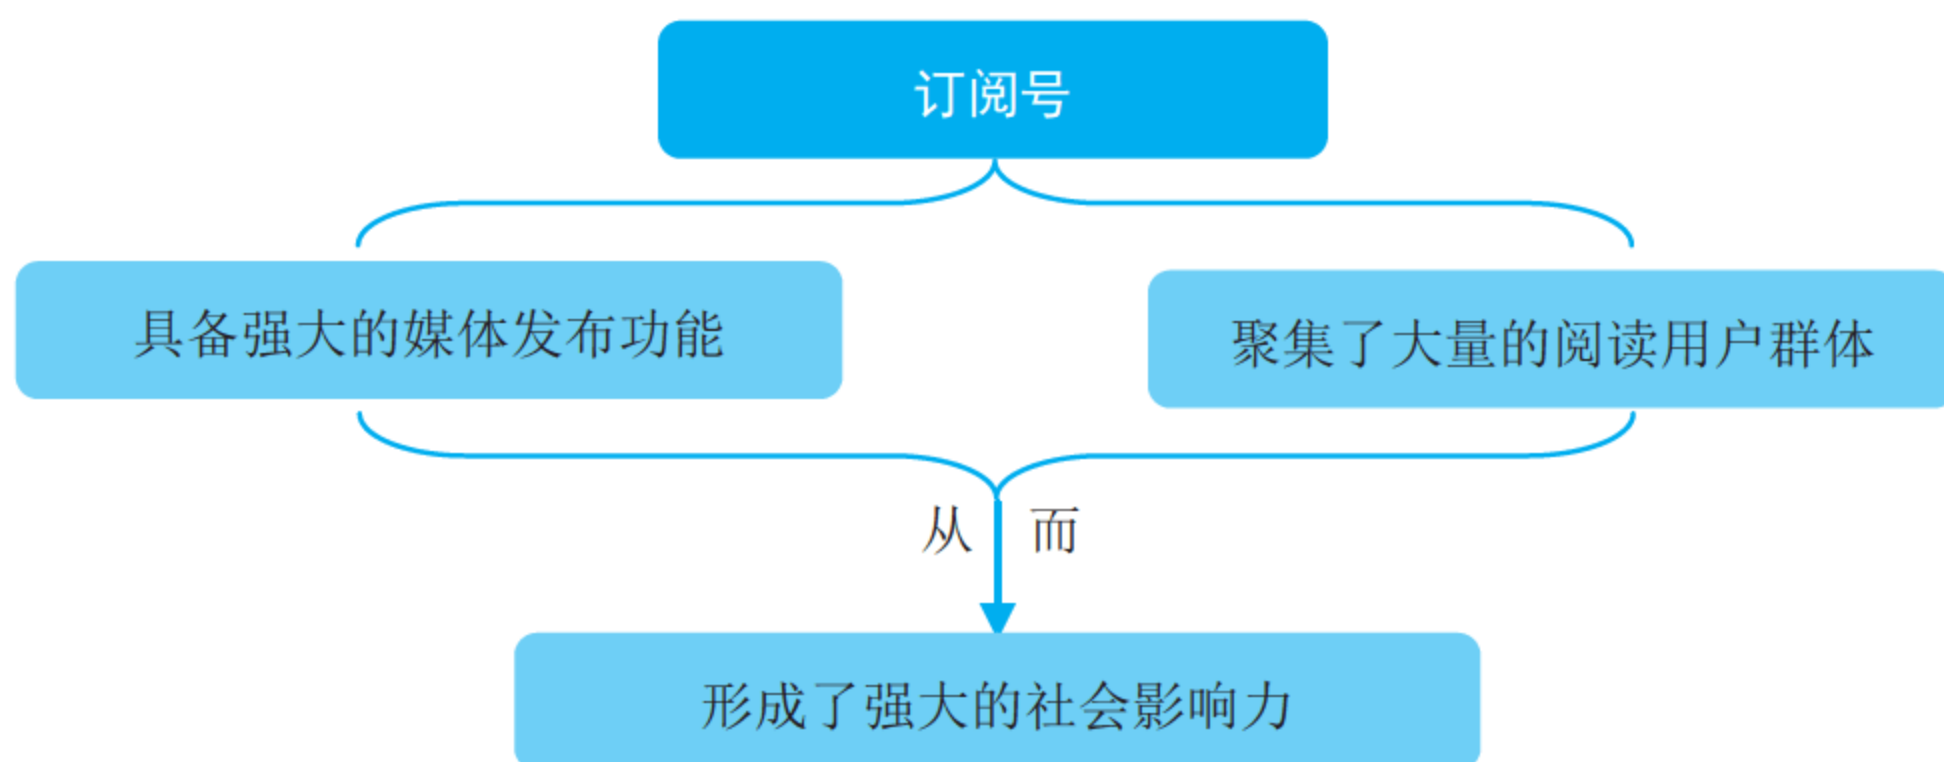 订阅号
具备强大的媒体发布功能
聚集了大量的阅读用户群体
从 而
形成了强大的社会影响力